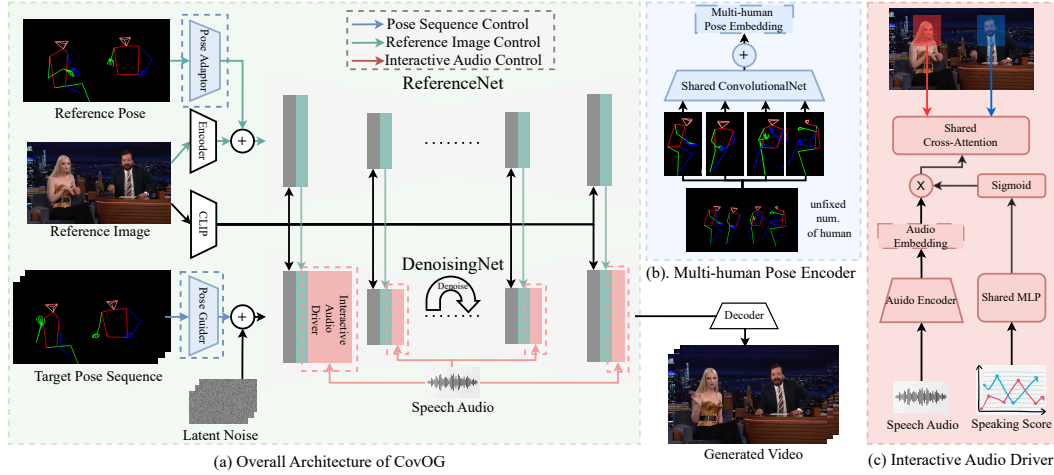 Pose Sequence Control
Reference Image Control
Interactive Audio Control
ReferenceNet
Reference Pose
Pose Adaptor
Encoder
+
CLIP
Reference Image
Pose Guider
+
Target Pose Sequence
Latent Noise
Interactive
Audio
Driver
DenoisingNet
Denoise
Speech Audio
(a) Overall Architecture of CovOG
Multi-human
Pose Embedding
+
Shared ConvolutionalNet
unfixed
num.
of human
(b). Multi-human Pose Encoder
Decoder
Generated Video
Shared
Cross-Attention
X
Sigmoid
Audio
Embedding
Auido Encoder
Shared MLP
Speech Audio
Speaking Score
(c) Interactive Audio Driver